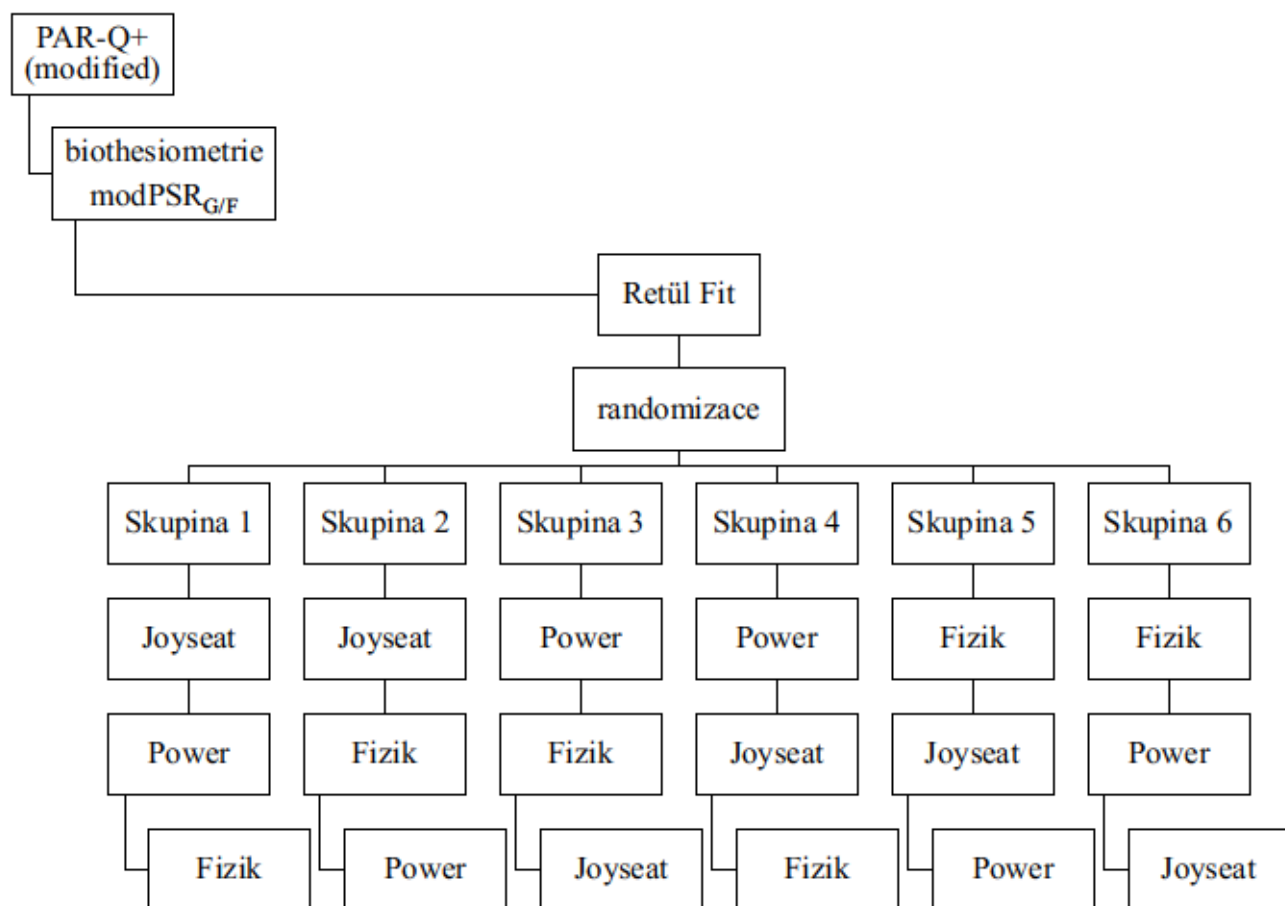 PAR-Q+
(modified)
biothesiometrie
modPSRG/F
Retül Fit
randomizace
Skupina 1
Skupina 2
Skupina 3
Skupina 4
Skupina 5
Skupina 6
Joyseat
Joyseat
Power
Power
Fizik
Fizik
Power
Fizik
Fizik
Joyseat
Joyseat
Power
Fizik
Power
Joyseat
Fizik
Power
Joyseat